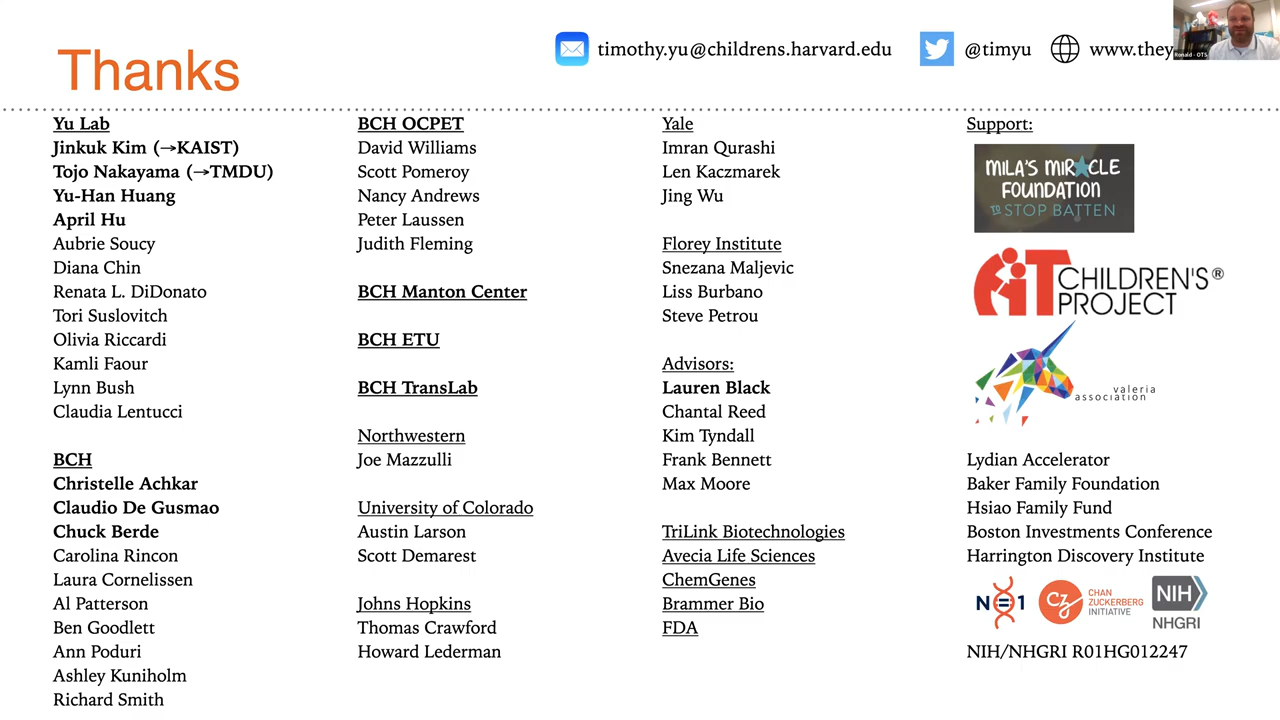 Thanks
timothy.yu@childrens.harvard.edu
@timyu
www.they
Ronald - OTS
Yu Lab
Jinkuk Kim (→KAIST)
Tojo Nakayama (→TMDU)
Yu-Han Huang
April Hu
Aubrie Soucy
Diana Chin
Renata L. DiDonato
Tori Suslovitch
Olivia Riccardi
Kamli Faour
Lynn Bush
Claudia Lentucci
BCH
Christelle Achkar
Claudio De Gusmao
Chuck Berde
Carolina Rincon
Laura Cornelissen
Al Patterson
Ben Goodlett
Ann Poduri
Ashley Kuniholm
Richard Smith
BCH OCPET
David Williams
Scott Pomeroy
Nancy Andrews
Peter Laussen
Judith Fleming
BCH Manton Center
BCH ETU
BCH TransLab
Northwestern
Joe Mazzulli
University of Colorado
Austin Larson
Scott Demarest
Johns Hopkins
Thomas Crawford
Howard Lederman
Yale
Imran Qurashi
Len Kaczmarek
Jing Wu
Florey Institute
Snezana Maljevic
Liss Burbano
Steve Petrou
Advisors:
Lauren Black
Chantal Reed
Kim Tyndall
Frank Bennett
Max Moore
TriLink Biotechnologies
Avecia Life Sciences
ChemGenes
Brammer Bio
FDA
Support:
MILA'S MIRACLE
FOUNDATION
TO STOP BATTEN
AT CHILDREN'S®
PROJECT
valeria
association
Lydian Accelerator
Baker Family Foundation
Hsiao Family Fund
Boston Investments Conference
Harrington Discovery Institute
N=1
CZ CHAN
ZUCKERBERG
INITIATIVE
NIH
NHGRI
NIH/NHGRI R01HG012247